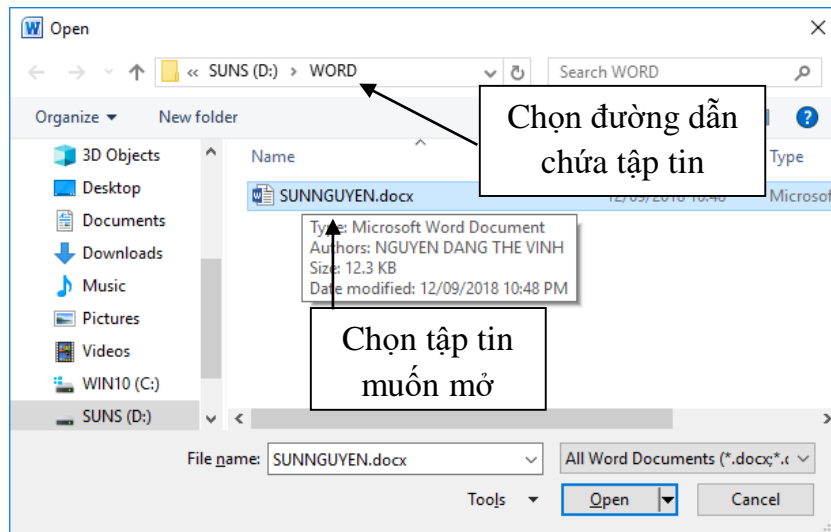 Open
« SUNS (D:) › WORD
Search WORD
Organize
New folder
Chọn đường dẫn
chứa tập tin
3D Objects
Desktop
Documents
Downloads
Music
Pictures
Videos
WIN10 (C:)
SUNS (D:)
Name
Type
SUNNGUYEN.docx
Type: Microsoft Word Document
Authors: NGUYEN DANG THE VINH
Size: 12.3 KB
Date modified: 12/09/2018 10:48 PM
Chọn tập tin
muốn mở
File name: SUNNGUYEN.docx
All Word Documents (*.docx;*.
Tools
Open
Cancel